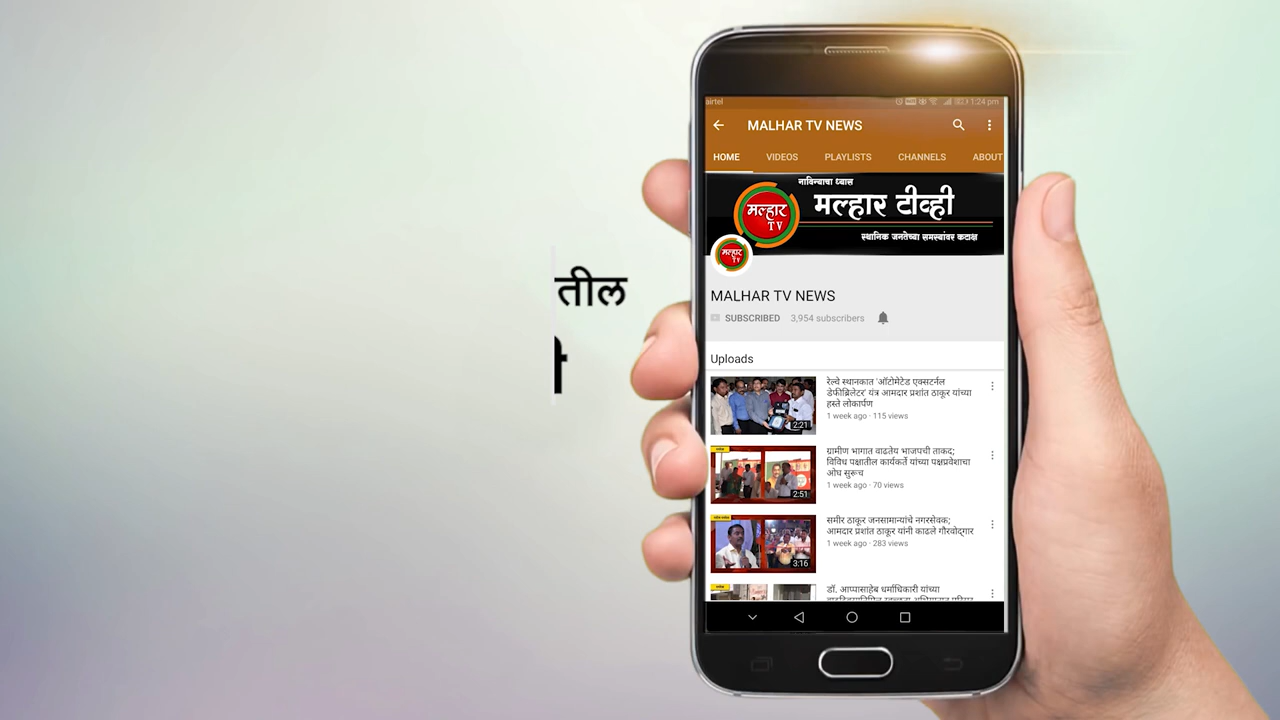 तील
airtel
1:24 pm
MALHAR TV NEWS
HOME VIDEOS PLAYLISTS CHANNELS ABOUT
नाविन्याचा ध्यास
मल्हार टीव्ही
स्थानिक जनतेच्या समस्यांवर कटाक्ष
मल्हार
TV
मल्हार
TV
MALHAR TV NEWS
SUBSCRIBED 3,954 subscribers
Uploads
रेल्वे स्थानकात 'ऑटोमेटेड एक्सटर्नल
डेफीब्रिलेटर' यंत्र आमदार प्रशांत ठाकूर यांच्या
हस्ते लोकार्पण
1 week ago · 115 views
2:21
ग्रामीण भागात वाढतेय भाजपची ताकद;
विविध पक्षातील कार्यकर्ते यांच्या पक्षप्रवेशाचा
ओघ सुरूच
1 week ago · 70 views
2:51
समीर ठाकूर जनसामान्यांचे नगरसेवक;
आमदार प्रशांत ठाकूर यांनी काढले गौरवोद्गार
1 week ago · 283 views
3:16
डॉ. आप्पासाहेब धर्माधिकारी यांच्या